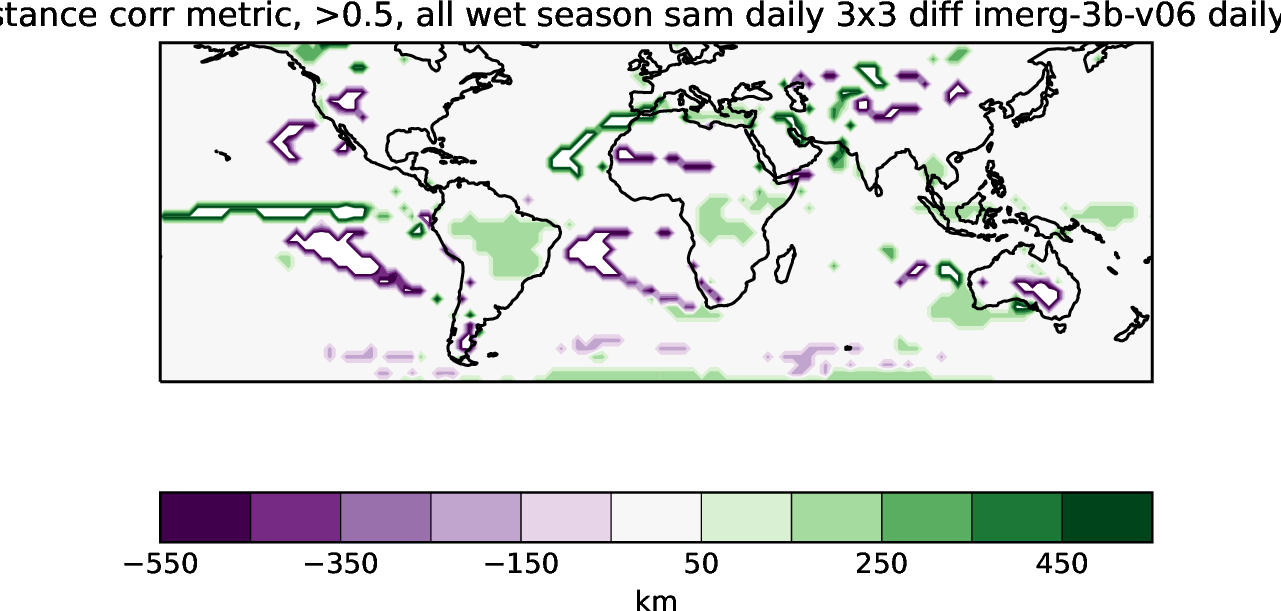 stance corr metric, >0.5, all wet season sam daily 3x3 diff imerg-3b-v06 daily
−550 −350 −150 50 250 450
km